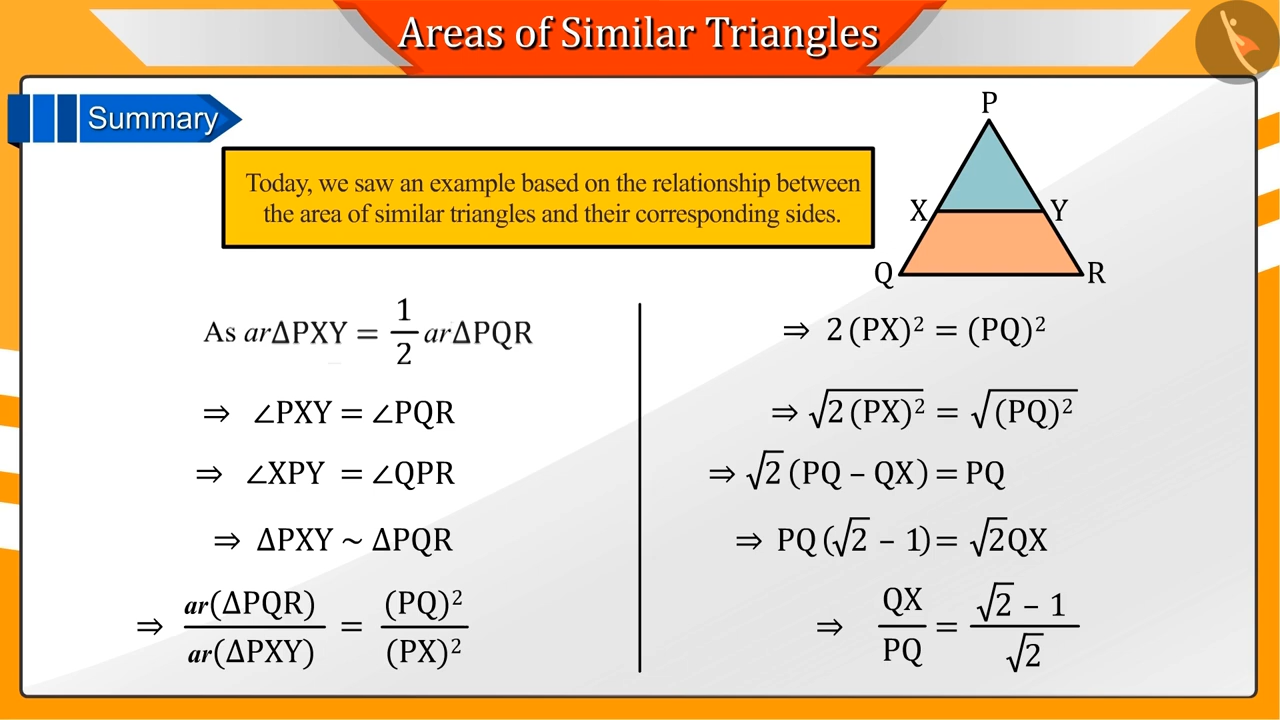 Areas of Similar Triangles
Summary
Today, we saw an example based on the relationship between
the area of similar triangles and their corresponding sides.
P
X
Y
Q
R
As arΔPXY = 1/2 arΔPQR
⇒ ∠PXY = ∠PQR
⇒ ∠XPY = ∠QPR
⇒ ΔPXY ~ ΔPQR
⇒ ar(ΔPQR)/ar(ΔPXY) = (PQ)²/(PX)²
⇒ 2 (PX)² = (PQ)²
⇒ √(2 (PX)²) = √((PQ)²)
⇒ √2 (PQ – QX) = PQ
⇒ PQ (√2 – 1) = √2QX
⇒ QX/PQ = (√2 – 1)/√2